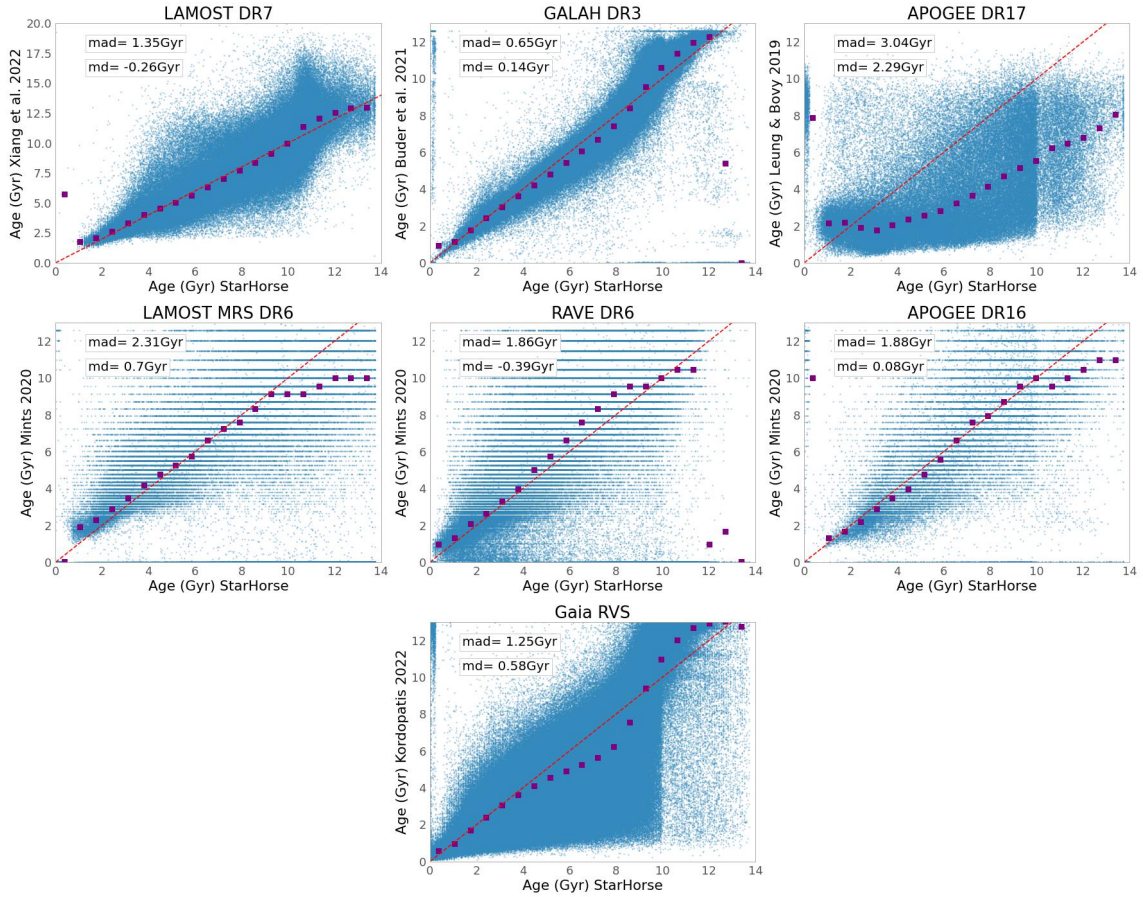 LAMOST DR7
mad= 1.35Gyr
md= -0.26Gyr
Age (Gyr) Xiang et al. 2022
20.0
17.5
15.0
12.5
10.0
7.5
5.0
2.5
0.0
0 2 4 6 8 10 12 14
Age (Gyr) StarHorse
GALAH DR3
mad= 0.65Gyr
md= 0.14Gyr
Age (Gyr) Buder et al. 2021
12
10
8
6
4
2
0
0 2 4 6 8 10 12 14
Age (Gyr) StarHorse
APOGEE DR17
mad= 3.04Gyr
md= 2.29Gyr
Age (Gyr) Leung & Bovy 2019
12
10
8
6
4
2
0
0 2 4 6 8 10 12 14
Age (Gyr) StarHorse
LAMOST MRS DR6
mad= 2.31Gyr
md= 0.7Gyr
Age (Gyr) Mints 2020
12
10
8
6
4
2
0
0 2 4 6 8 10 12 14
Age (Gyr) StarHorse
RAVE DR6
mad= 1.86Gyr
md= -0.39Gyr
Age (Gyr) Mints 2020
12
10
8
6
4
2
0
0 2 4 6 8 10 12 14
Age (Gyr) StarHorse
APOGEE DR16
mad= 1.88Gyr
md= 0.08Gyr
Age (Gyr) Mints 2020
12
10
8
6
4
2
0
0 2 4 6 8 10 12 14
Age (Gyr) StarHorse
Gaia RVS
mad= 1.25Gyr
md= 0.58Gyr
Age (Gyr) Kordopatis 2022
12
10
8
6
4
2
0
0 2 4 6 8 10 12 14
Age (Gyr) StarHorse